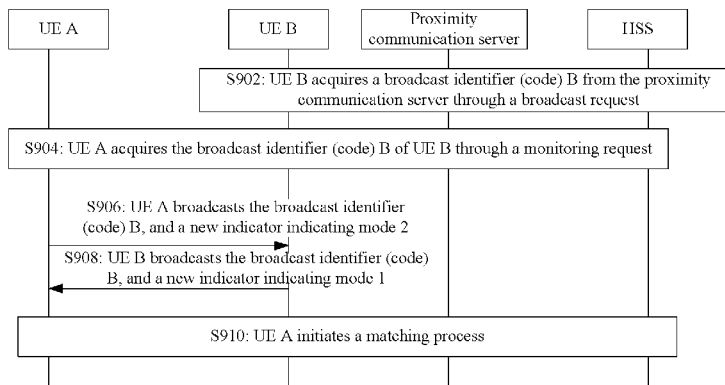 UE A
UE B
Proximity
communication server
HSS
S902: UE B acquires a broadcast identifier (code) B from the proximity
communication server through a broadcast request
S904: UE A acquires the broadcast identifier (code) B of UE B through a monitoring request
S906: UE A broadcasts the broadcast identifier
(code) B, and a new indicator indicating mode 2
S908: UE B broadcasts the broadcast identifier (code)
B, and a new indicator indicating mode 1
S910: UE A initiates a matching process